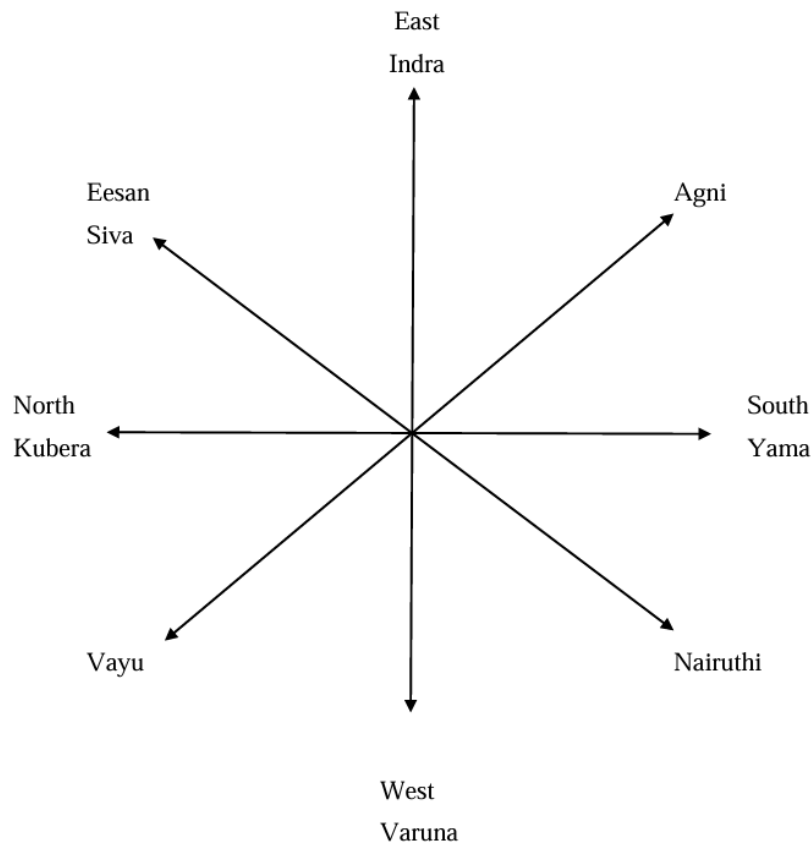 East
Indra
Eesan
Siva
Agni
North
Kubera
South
Yama
Vayu
Nairuthi
West
Varuna